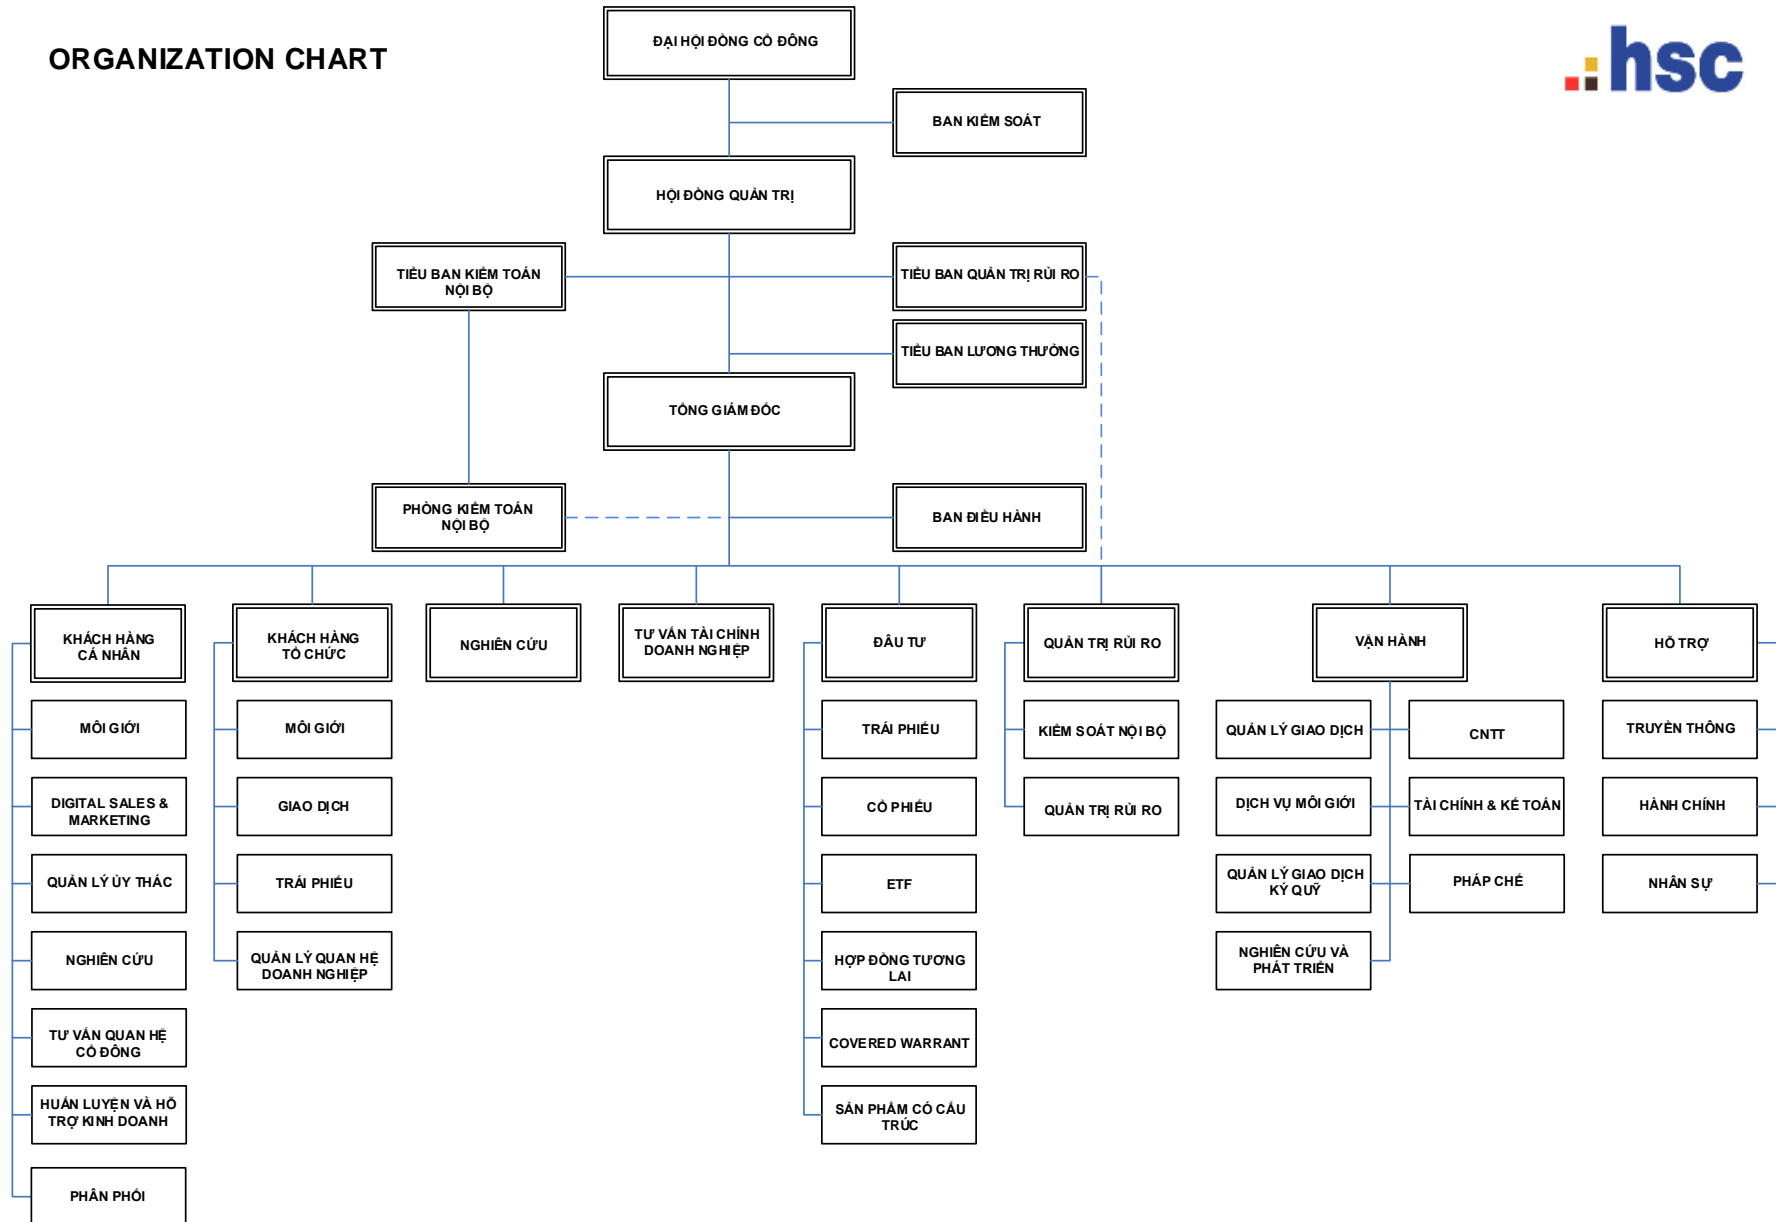 ORGANIZATION CHART
ĐẠI HỘI ĐỒNG CỔ ĐÔNG
hsc
BAN KIỂM SOÁT
HỘI ĐỒNG QUẢN TRỊ
TIỂU BAN KIỂM TOÁN
NỘI BỘ
TIỂU BAN QUẢN TRỊ RỦI RO
TIỂU BAN LƯƠNG THƯỞNG
TỔNG GIÁM ĐỐC
PHÒNG KIỂM TOÁN
NỘI BỘ
BAN ĐIỀU HÀNH
KHÁCH HÀNG
CÁ NHÂN
MÔI GIỚI
DIGITAL SALES &
MARKETING
QUẢN LÝ ỦY THÁC
NGHIÊN CỨU
TƯ VẤN QUAN HỆ
CỔ ĐÔNG
HUẤN LUYỆN VÀ HỖ
TRỢ KINH DOANH
PHÂN PHỐI
KHÁCH HÀNG
TỔ CHỨC
MÔI GIỚI
GIAO DỊCH
TRÁI PHIẾU
QUẢN LÝ QUAN HỆ
DOANH NGHIỆP
NGHIÊN CỨU
TƯ VẤN TÀI CHÍNH
DOANH NGHIỆP
ĐẦU TƯ
TRÁI PHIẾU
CỔ PHIẾU
ETF
HỢP ĐỒNG TƯƠNG
LAI
COVERED WARRANT
SẢN PHẨM CÓ CẤU
TRÚC
QUẢN TRỊ RỦI RO
KIỂM SOÁT NỘI BỘ
QUẢN TRỊ RỦI RO
VẬN HÀNH
QUẢN LÝ GIAO DỊCH
DỊCH VỤ MÔI GIỚI
QUẢN LÝ GIAO DỊCH
KÝ QUỸ
NGHIÊN CỨU VÀ
PHÁT TRIỂN
CNTT
TÀI CHÍNH & KẾ TOÁN
PHÁP CHẾ
HỖ TRỢ
TRUYỀN THÔNG
HÀNH CHÍNH
NHÂN SỰ